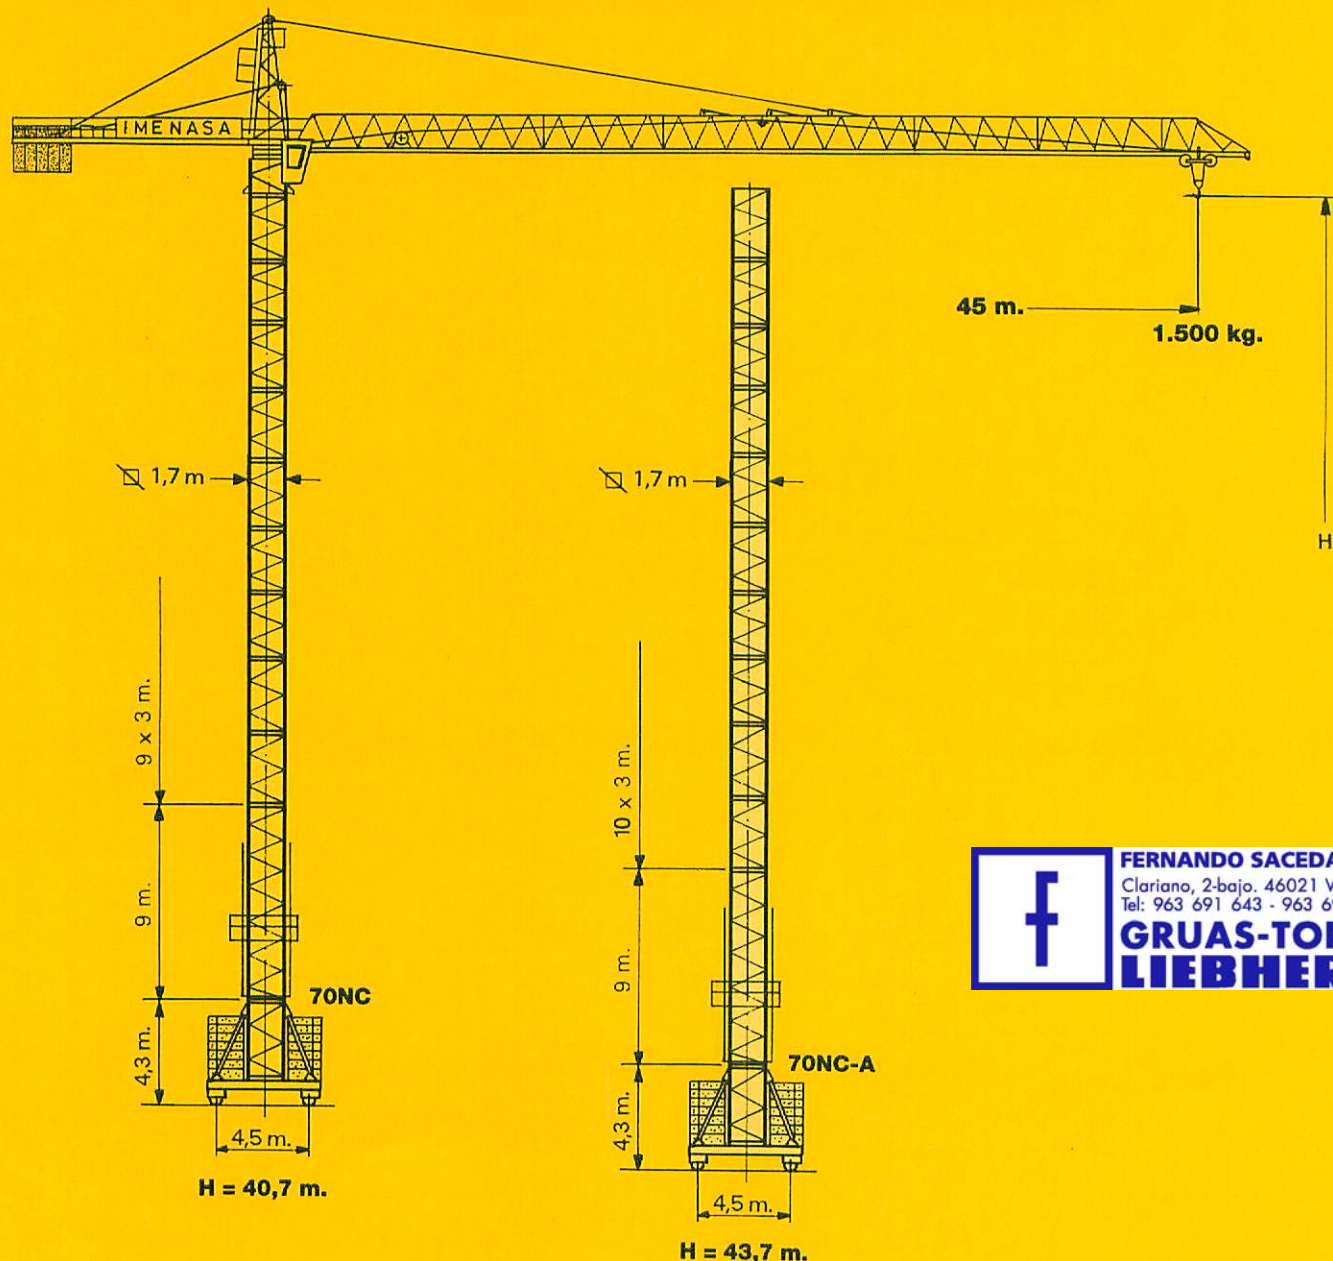 IMENASA
45 m.
1.500 kg.
1,7 m
1,7 m
H
9 x 3 m.
10 x 3 m.
9 m.
9 m.
FERNANDO SACEDA
Clariano, 2-bajo. 46021 V
Tel: 963 691 643 - 963 6
GRUAS-TO
LIEBHER
70NC
4,3 m.
70NC-A
4,3 m.
4,5 m.
H = 40,7 m.
4,5 m.
H = 43,7 m.